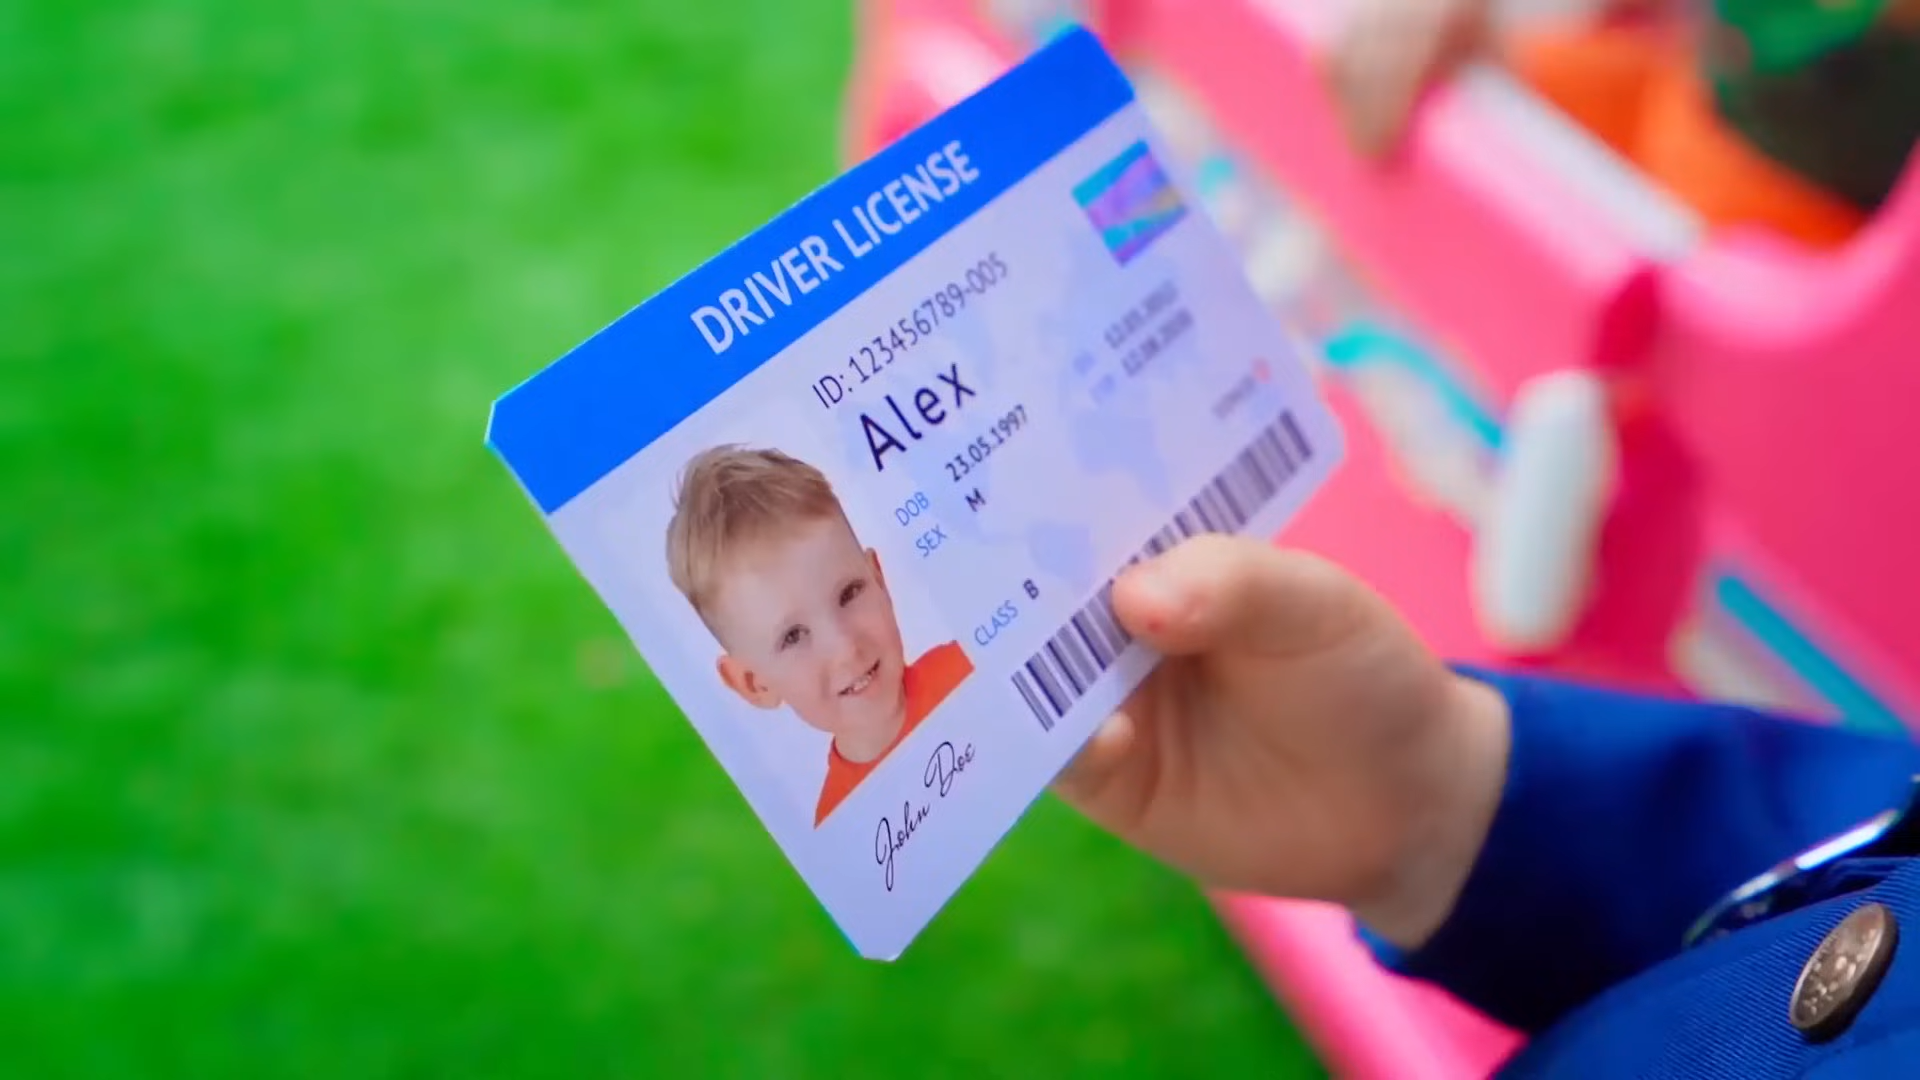 DRIVER LICENSE
ID: 123456789-005
Alex
DOB 23.05.1997
SEX M
CLASS B
John Doe